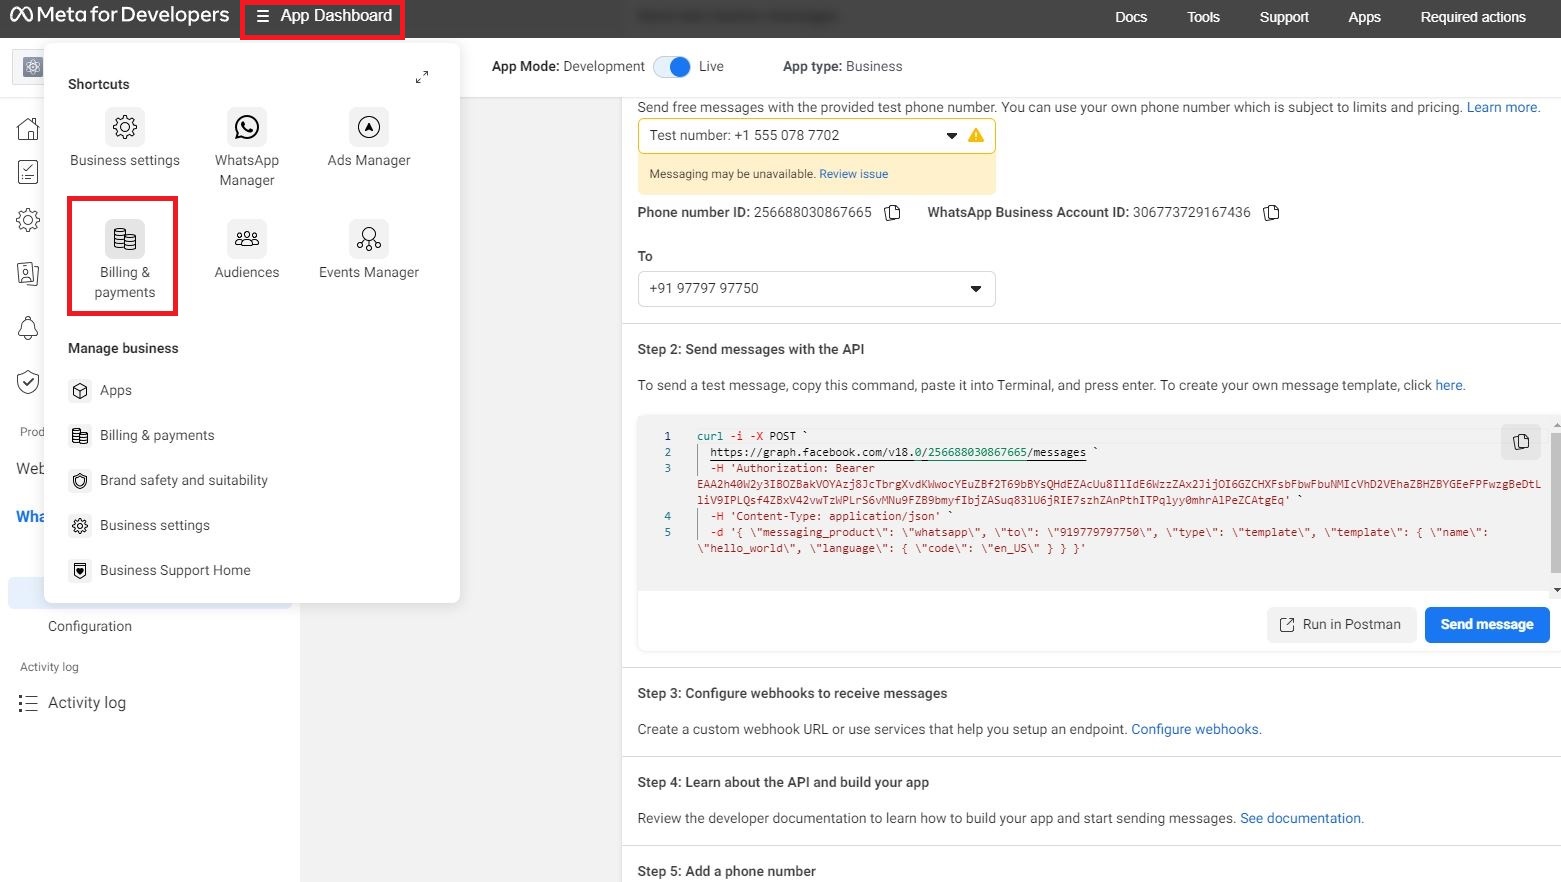 Meta for Developers
App Dashboard
Docs
Tools
Support
Apps
Required actions
App Mode: Development
Live
App type: Business
Shortcuts
Business settings
WhatsApp
Manager
Ads Manager
Billing &
payments
Audiences
Events Manager
Manage business
Apps
Billing & payments
Brand safety and suitability
Business settings
Business Support Home
Configuration
Activity log
Activity log
Send free messages with the provided test phone number. You can use your own phone number which is subject to limits and pricing. Learn more.
Test number: +1 555 078 7702
Messaging may be unavailable. Review issue
Phone number ID: 256688030867665
WhatsApp Business Account ID: 306773729167436
To
+91 97797 97750
Step 2: Send messages with the API
To send a test message, copy this command, paste it into Terminal, and press enter. To create your own message template, click here.
1 curl -i -X POST `
2 https://graph.facebook.com/v18.0/256688030867665/messages `
3 -H 'Authorization: Bearer
4 -H 'Content-Type: application/json' `
5 -d '{ \"messaging_product\": \"whatsapp\", \"to\": \"919779797750\", \"type\": \"template\", \"template\": { \"name\":
\"hello_world\", \"language\": { \"code\": \"en_US\" } } }'
Run in Postman
Send message
Step 3: Configure webhooks to receive messages
Create a custom webhook URL or use services that help you setup an endpoint. Configure webhooks.
Step 4: Learn about the API and build your app
Review the developer documentation to learn how to build your app and start sending messages. See documentation.
Step 5: Add a phone number